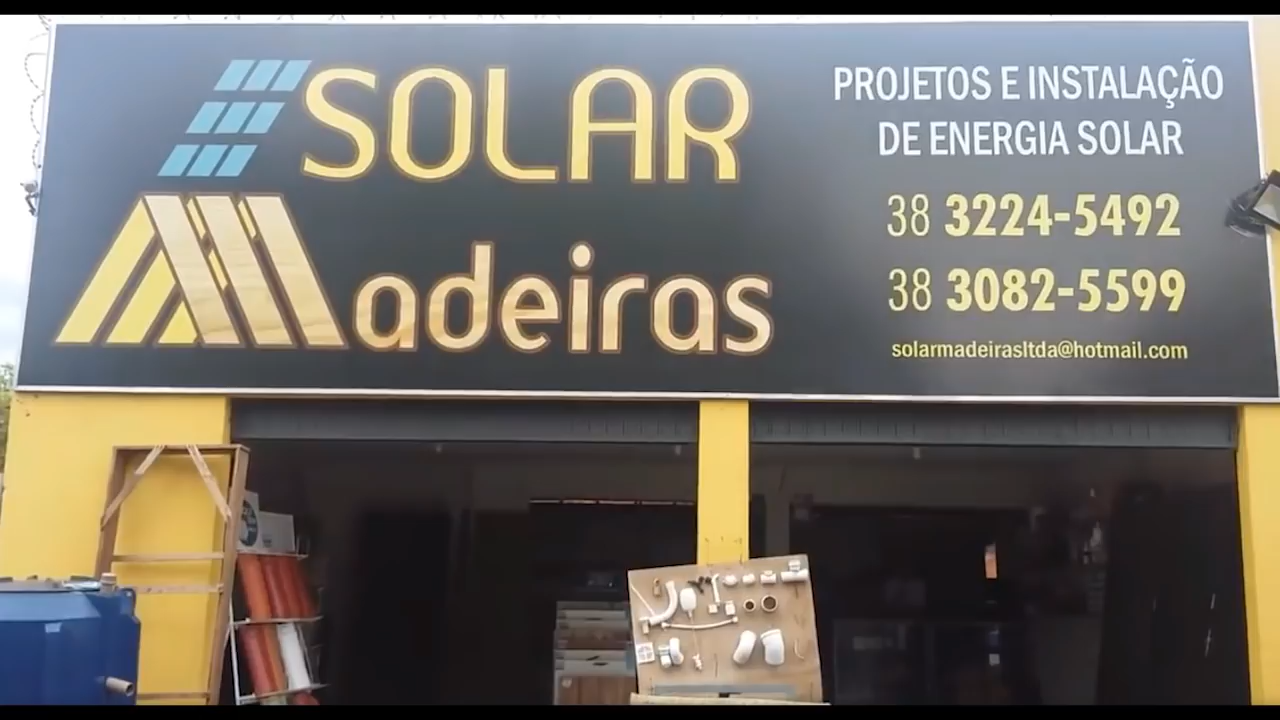 SOLAR
Madeiras
PROJETOS E INSTALAÇÃO
DE ENERGIA SOLAR
38 3224-5492
38 3082-5599
solarmadeirasltda@hotmail.com